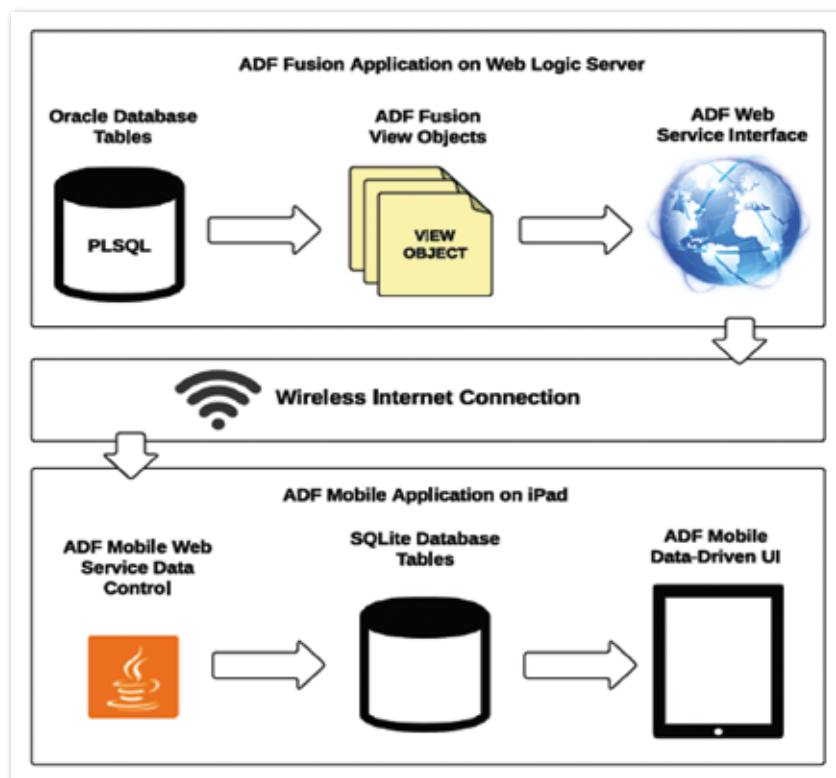 ADF Fusion Application on Web Logic Server
Oracle Database
Tables
ADF Fusion
View Objects
ADF Web
Service Interface
PLSQL
VIEW
OBJECT
Wireless Internet Connection
ADF Mobile Application on iPad
ADF Mobile Web
Service Data
Control
SQLite Database
Tables
ADF Mobile
Data-Driven UI